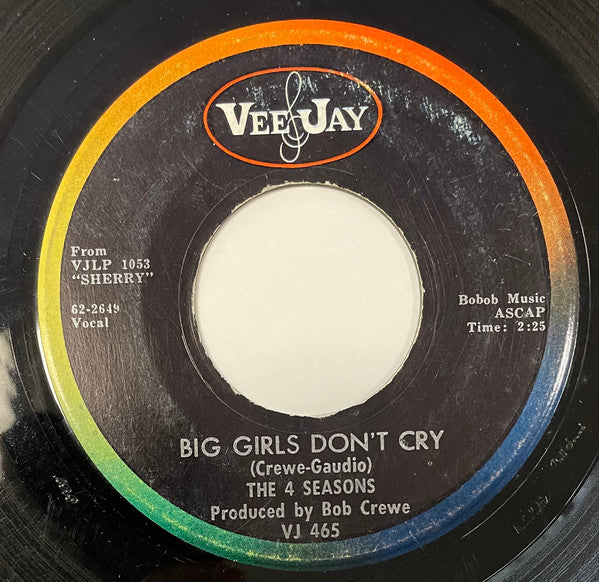 VEE JAY
From
VJLP 1053
"SHERRY"
62-2649
Vocal
Bobob Music
ASCAP
Time: 2:25
BIG GIRLS DON'T CRY
(Crewe-Gaudio)
THE 4 SEASONS
Produced by Bob Crewe
VJ 465